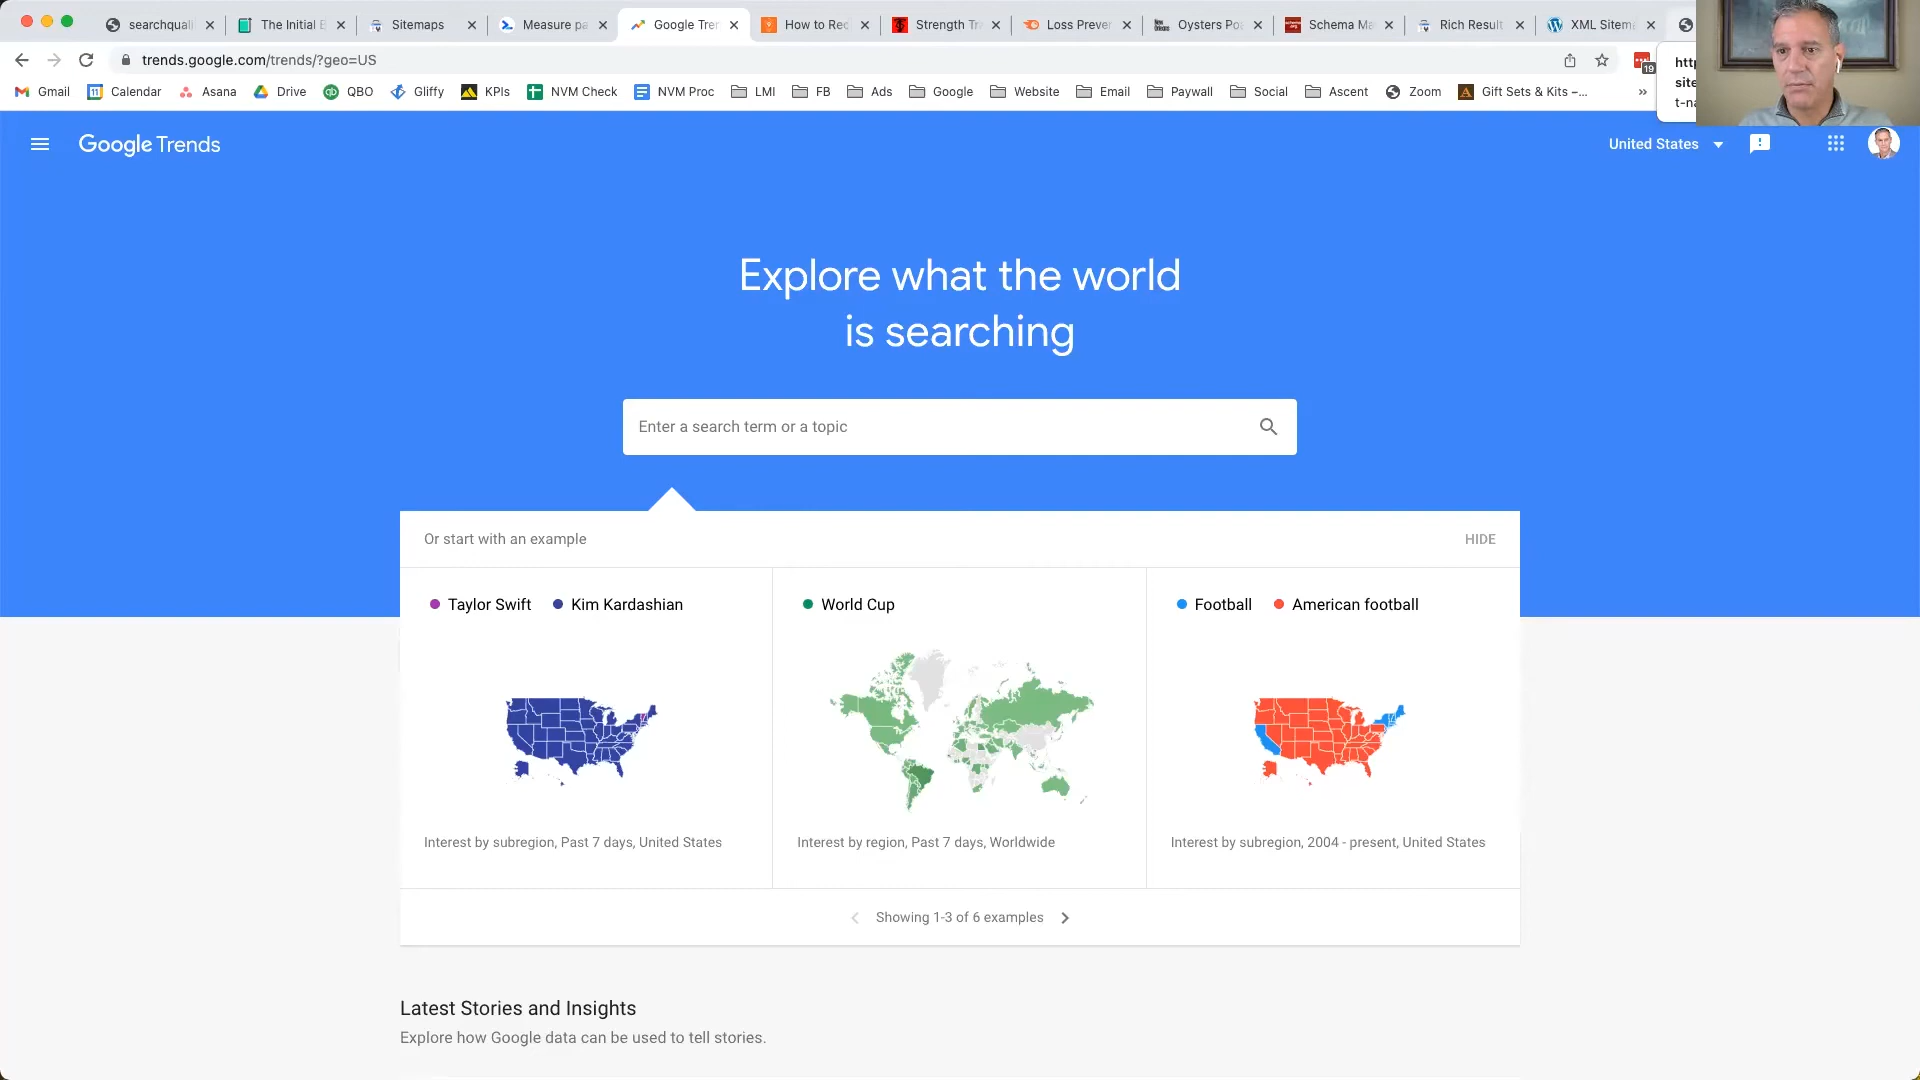 searchquali
The Initial E
Sitemaps
Measure pa
Google Tren
How to Rec
Strength Tra
Loss Preven
Oysters Po
Schema Ma
Rich Result
XML Sitema
trends.google.com/trends/?geo=US
19
Gmail
Calendar
Asana
Drive
QBO
Gliffy
KPIs
NVM Check
NVM Proc
LMI
FB
Ads
Google
Website
Email
Paywall
Social
Ascent
Zoom
Gift Sets & Kits –...
»
http
site
t-na
Google Trends
United States
Explore what the world
is searching
Enter a search term or a topic
Or start with an example
HIDE
Taylor Swift
Kim Kardashian
World Cup
Football
American football
Interest by subregion, Past 7 days, United States
Interest by region, Past 7 days, Worldwide
Interest by subregion, 2004 - present, United States
Showing 1-3 of 6 examples
Latest Stories and Insights
Explore how Google data can be used to tell stories.